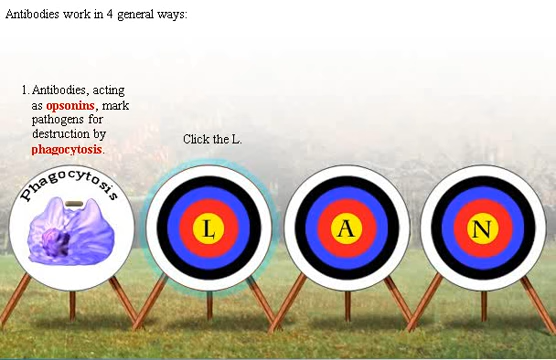 Antibodies work in 4 general ways:
1. Antibodies, acting
as opsonins, mark
pathogens for
destruction by
phagocytosis.
Click the L.
Phagocytosis
L
A
N